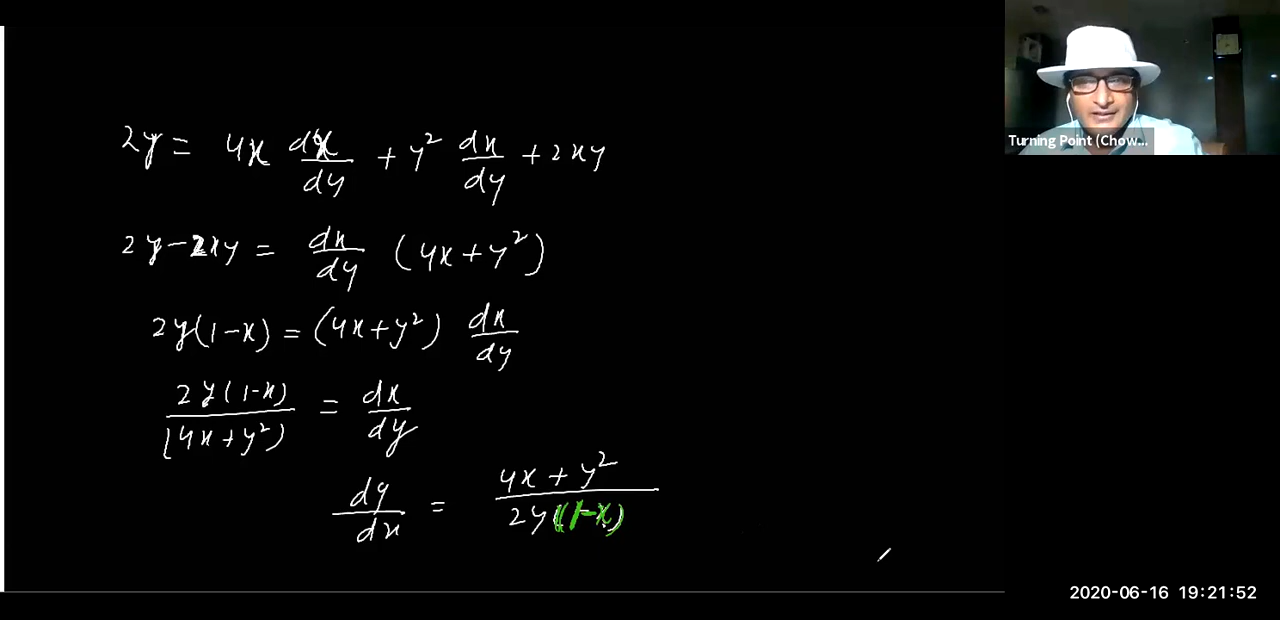 2y = 4x dx/dy + y² dx/dy + 2xy
2y - 2xy = dx/dy (4x + y²)
2y(1-x) = (4x + y²) dx/dy
2y(1-x)/(4x + y²) = dx/dy
dy/dx = 4x + y²/2y(1-x)
Turning Point (Chow...
2020-06-16 19:21:52